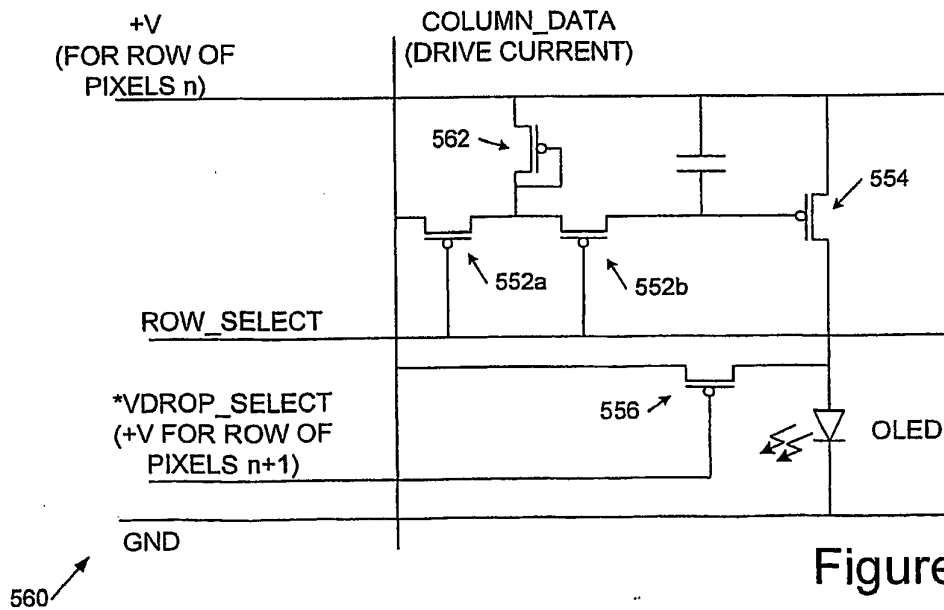 +V
(FOR ROW OF
PIXELS n)
COLUMN_DATA
(DRIVE CURRENT)
562
554
552a
552b
ROW_SELECT
*VDROP_SELECT
(+V FOR ROW OF
PIXELS n+1)
556
OLED
GND
560
Figure